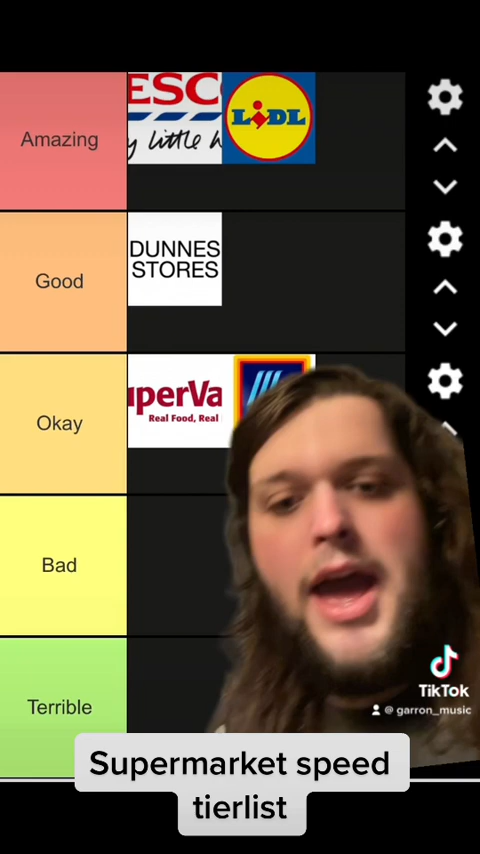 Amazing
ESC
y little h
LIDL
Good
DUNNES
STORES
Okay
uperVa
Real Food, Real
Bad
Terrible
TikTok
@ garron_music
Supermarket speed
tierlist